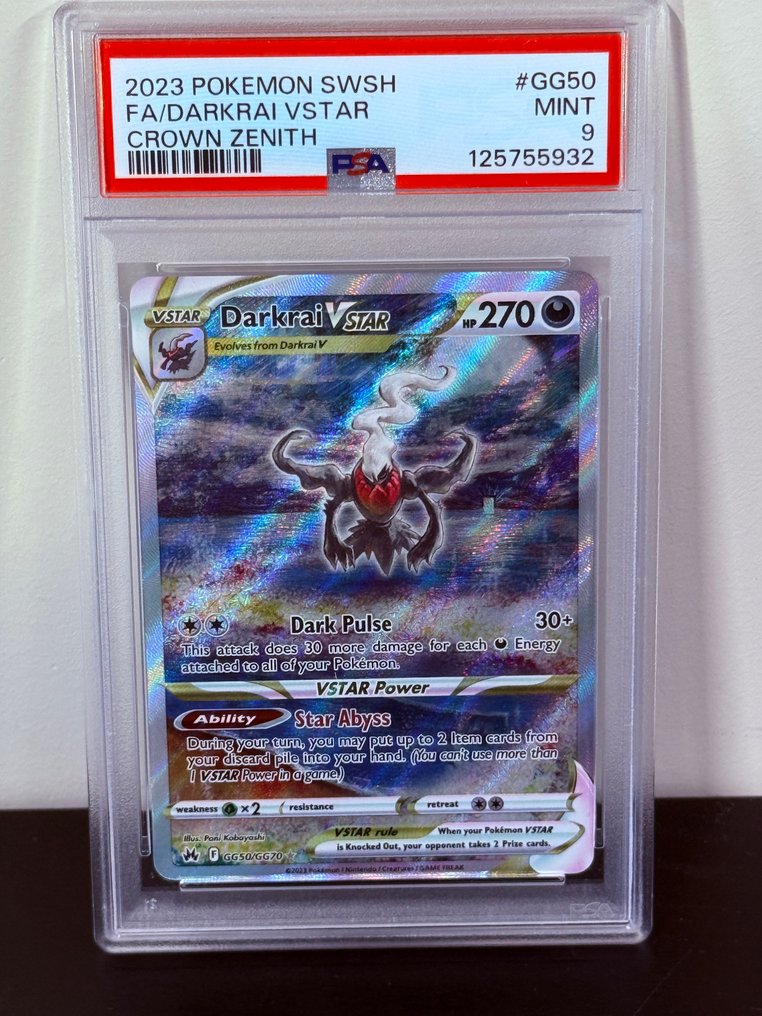 2023 POKEMON SWSH #GG50
FA/DARKRAI VSTAR MINT
CROWN ZENITH 9
PSA 125755932
VSTAR Darkrai VSTAR HP 270
Evolves from Darkrai V
Dark Pulse 30+
This attack does 30 more damage for each Energy
attached to all of your Pokémon.
VSTAR Power
Ability Star Abyss
During your turn, you may put up to 2 Item cards from
your discard pile into your hand. (You can't use more than
1 VSTAR Power in a game.)
weakness ×2 resistance retreat
Illus. Poni Kobayashi
VSTAR rule When your Pokémon VSTAR
is Knocked Out, your opponent takes 2 Prize cards.
F GG50/GG70
©2023 Pokémon / Nintendo / Creatures / GAME FREAK
PSA